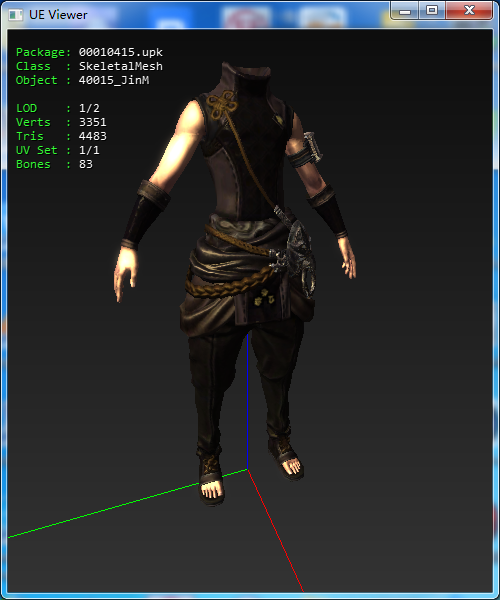 UE Viewer
Package: 00010415.upk
Class : SkeletalMesh
Object : 40015_JinM
LOD : 1/2
Verts : 3351
Tris : 4483
UV Set : 1/1
Bones : 83